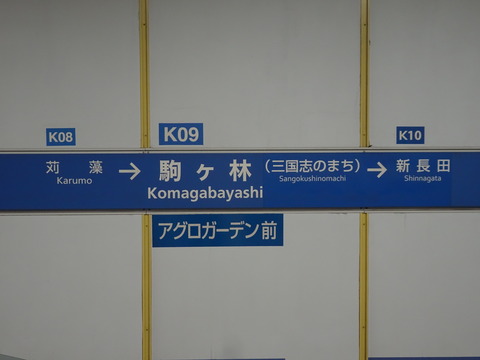 K08
K09
K10
苅藻 → 駒ヶ林 (三国志のまち) → 新長田
Karumo Komagabayashi Sangokushinomachi Shinnagata
アグロガーデン前